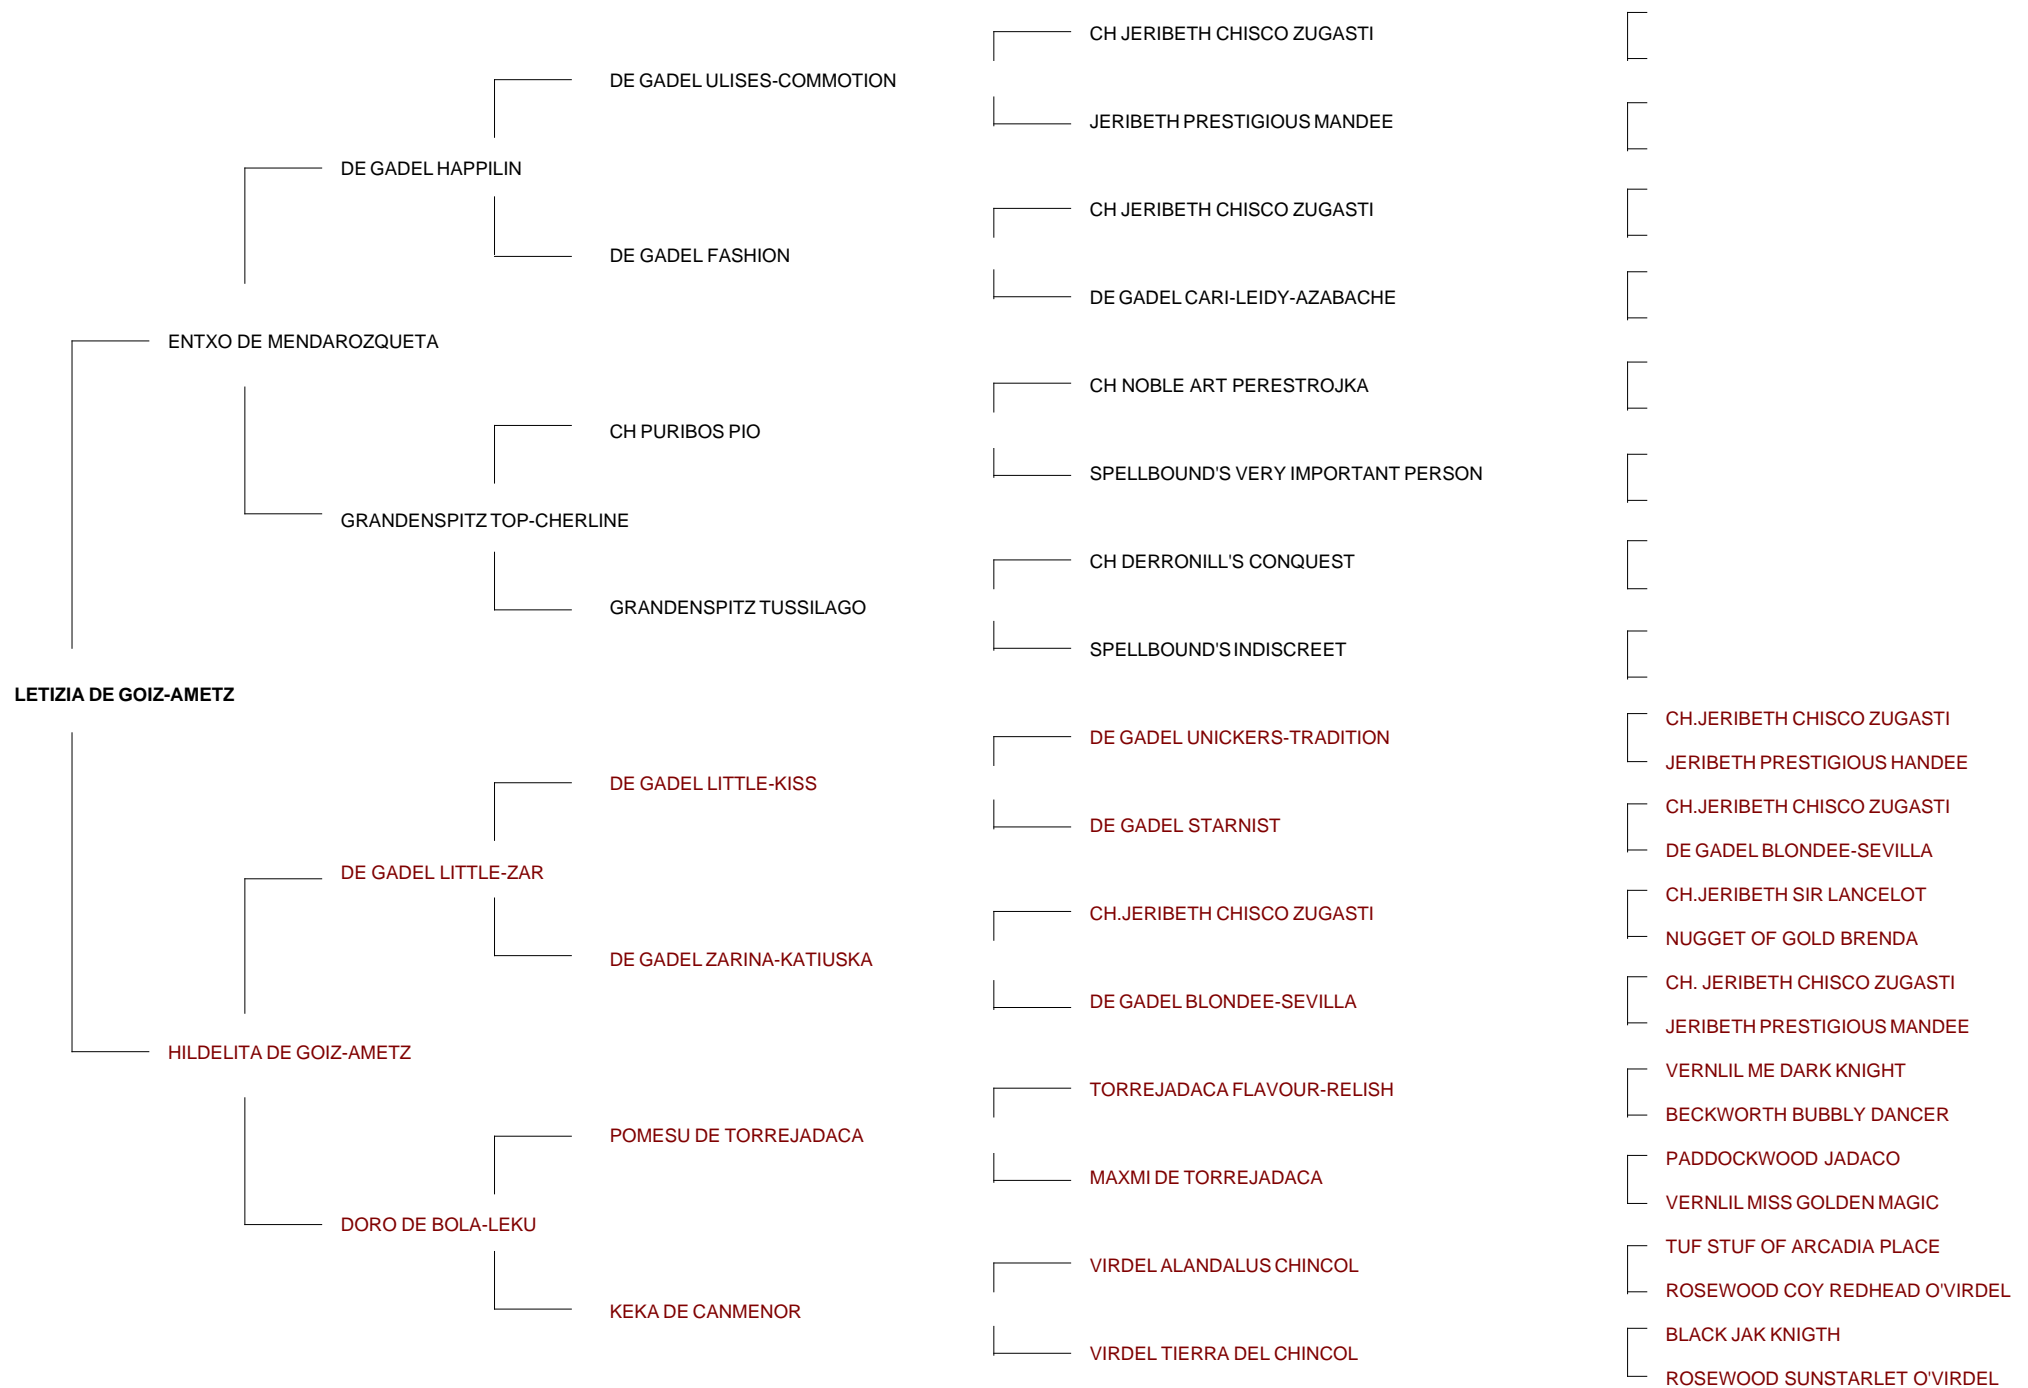 CH JERIBETH CHISCO ZUGASTI
DE GADEL ULISES-COMMOTION
JERIBETH PRESTIGIOUS MANDEE
DE GADEL HAPPILIN
CH JERIBETH CHISCO ZUGASTI
DE GADEL FASHION
DE GADEL CARI-LEIDY-AZABACHE
ENTXO DE MENDAROZQUETA
CH NOBLE ART PERESTROJKA
CH PURIBOS PIO
SPELLBOUND'S VERY IMPORTANT PERSON
GRANDENSPITZ TOP-CHERLINE
CH DERRONILL'S CONQUEST
GRANDENSPITZ TUSSILAGO
SPELLBOUND'S INDISCREET
LETIZIA DE GOIZ-AMETZ
CH.JERIBETH CHISCO ZUGASTI
DE GADEL UNICKERS-TRADITION
JERIBETH PRESTIGIOUS HANDEE
DE GADEL LITTLE-KISS
CH.JERIBETH CHISCO ZUGASTI
DE GADEL STARNIST
DE GADEL BLONDEE-SEVILLA
DE GADEL LITTLE-ZAR
CH.JERIBETH SIR LANCELOT
CH.JERIBETH CHISCO ZUGASTI
NUGGET OF GOLD BRENDA
DE GADEL ZARINA-KATIUSKA
CH. JERIBETH CHISCO ZUGASTI
DE GADEL BLONDEE-SEVILLA
JERIBETH PRESTIGIOUS MANDEE
HILDELITA DE GOIZ-AMETZ
VERNLIL ME DARK KNIGHT
TORREJADACA FLAVOUR-RELISH
BECKWORTH BUBBLY DANCER
POMESU DE TORREJADACA
PADDOCKWOOD JADACO
MAXMI DE TORREJADACA
VERNLIL MISS GOLDEN MAGIC
DORO DE BOLA-LEKU
TUF STUF OF ARCADIA PLACE
VIRDEL ALANDALUS CHINCOL
ROSEWOOD COY REDHEAD O'VIRDEL
KEKA DE CANMENOR
BLACK JAK KNIGTH
VIRDEL TIERRA DEL CHINCOL
ROSEWOOD SUNSTARLET O'VIRDEL